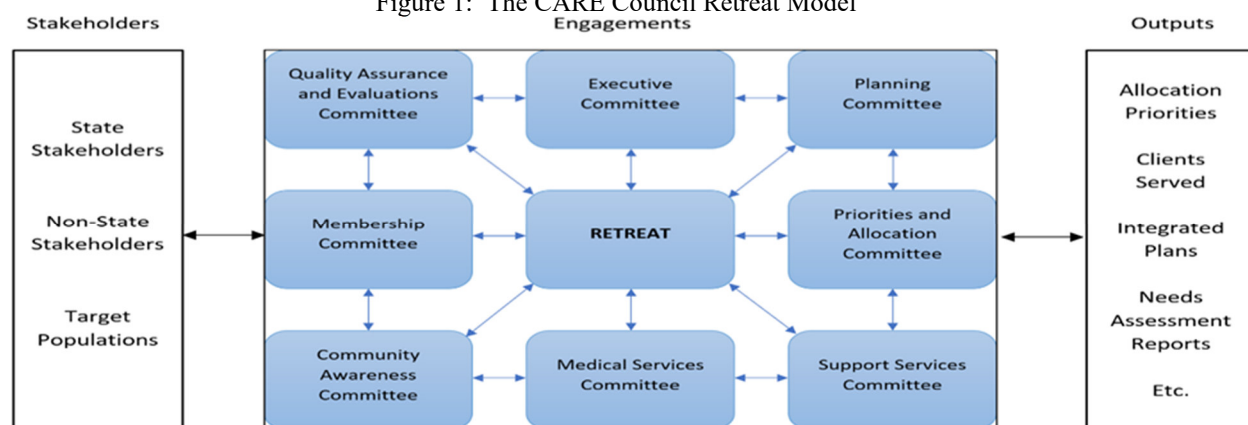 Figure 1: The CARE Council Retreat Model
Stakeholders
Engagements
Outputs
State
Stakeholders
Non-State
Stakeholders
Target
Populations
Quality Assurance
and Evaluations
Committee
Executive
Committee
Planning
Committee
Membership
Committee
RETREAT
Priorities and
Allocation
Committee
Community
Awareness
Committee
Medical Services
Committee
Support Services
Committee
Allocation
Priorities
Clients
Served
Integrated
Plans
Needs
Assessment
Reports
Etc.